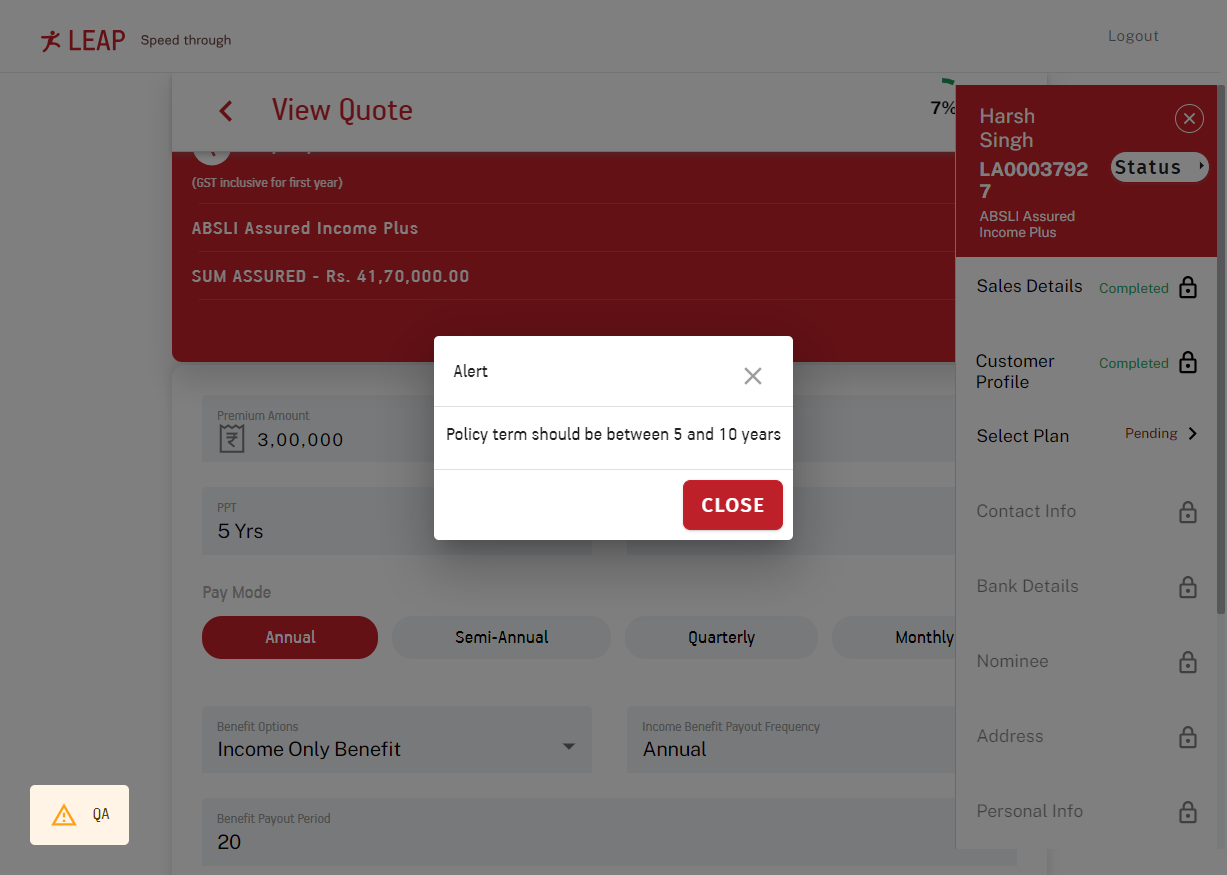 LEAP Speed through
Logout
View Quote
7%
(GST inclusive for first year)
ABSLI Assured Income Plus
SUM ASSURED - Rs. 41,70,000.00
Premium Amount
3,00,000
PPT
5 Yrs
Pay Mode
Annual Semi-Annual Quarterly Monthly
Benefit Options
Income Only Benefit
Income Benefit Payout Frequency
Annual
Benefit Payout Period
20
Alert
Policy term should be between 5 and 10 years
CLOSE
Harsh
Singh
LA0003792
7
Status
ABSLI Assured
Income Plus
Sales Details Completed
Customer
Profile
Completed
Select Plan Pending
Contact Info
Bank Details
Nominee
Address
Personal Info
QA